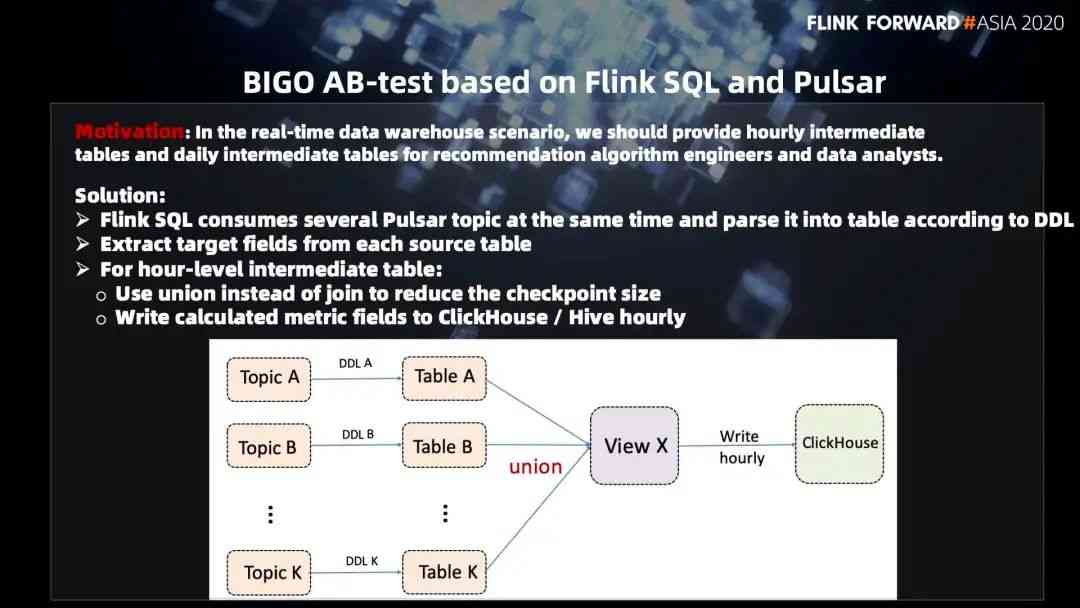 FLINK FORWARD #ASIA 2020
BIGO AB-test based on Flink SQL and Pulsar
Motivation: In the real-time data warehouse scenario, we should provide hourly intermediate
tables and daily intermediate tables for recommendation algorithm engineers and data analysts.
Solution:
➢ Flink SQL consumes several Pulsar topic at the same time and parse it into table according to DDL
➢ Extract target fields from each source table
➢ For hour-level intermediate table:
○ Use union instead of join to reduce the checkpoint size
○ Write calculated metric fields to ClickHouse / Hive hourly
Topic A
DDL A
Table A
Topic B
DDL B
Table B
union
View X
Write
hourly
ClickHouse
⋮
⋮
Topic K
DDL K
Table K